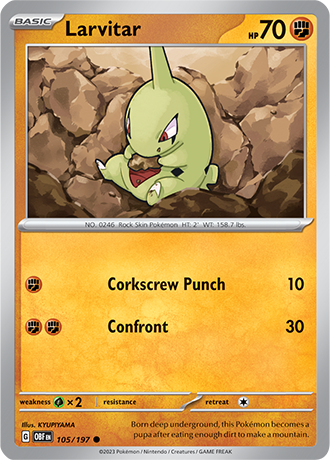 BASIC Larvitar HP 70
NO. 0246 Rock Skin Pokémon HT: 2' WT: 158.7 lbs.
Corkscrew Punch 10
Confront 30
weakness ×2 resistance retreat
Illus. KYUPIYAMA
G OBF EN 105/197
Born deep underground, this Pokémon becomes a
pupa after eating enough dirt to make a mountain.
©2023 Pokémon / Nintendo / Creatures / GAME FREAK